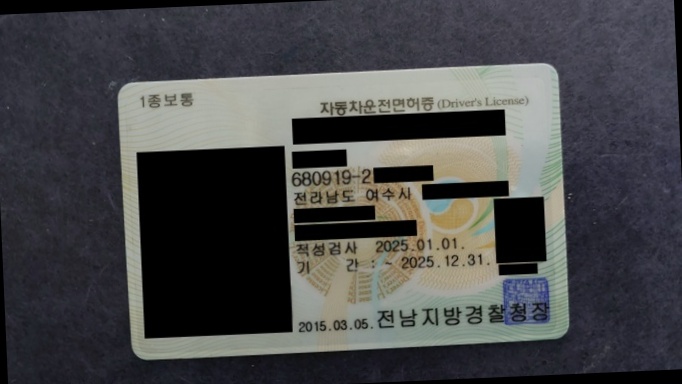 1종보통
자동차운전면허증 (Driver's License)
680919-2
전라남도 여수시
적성검사 2025.01.01.
기 간 : ~ 2025.12.31.
2015.03.05. 전남지방경찰청장